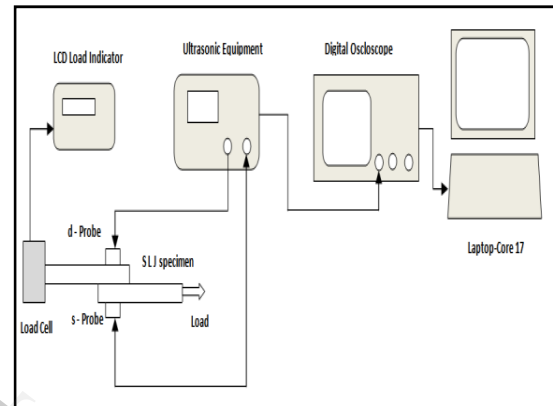 LCD Load Indicator
Ultrasonic Equipment
Digital Oscloscope
d - Probe
S L J specimen
Laptop-Core 17
Load Cell
s - Probe
Load